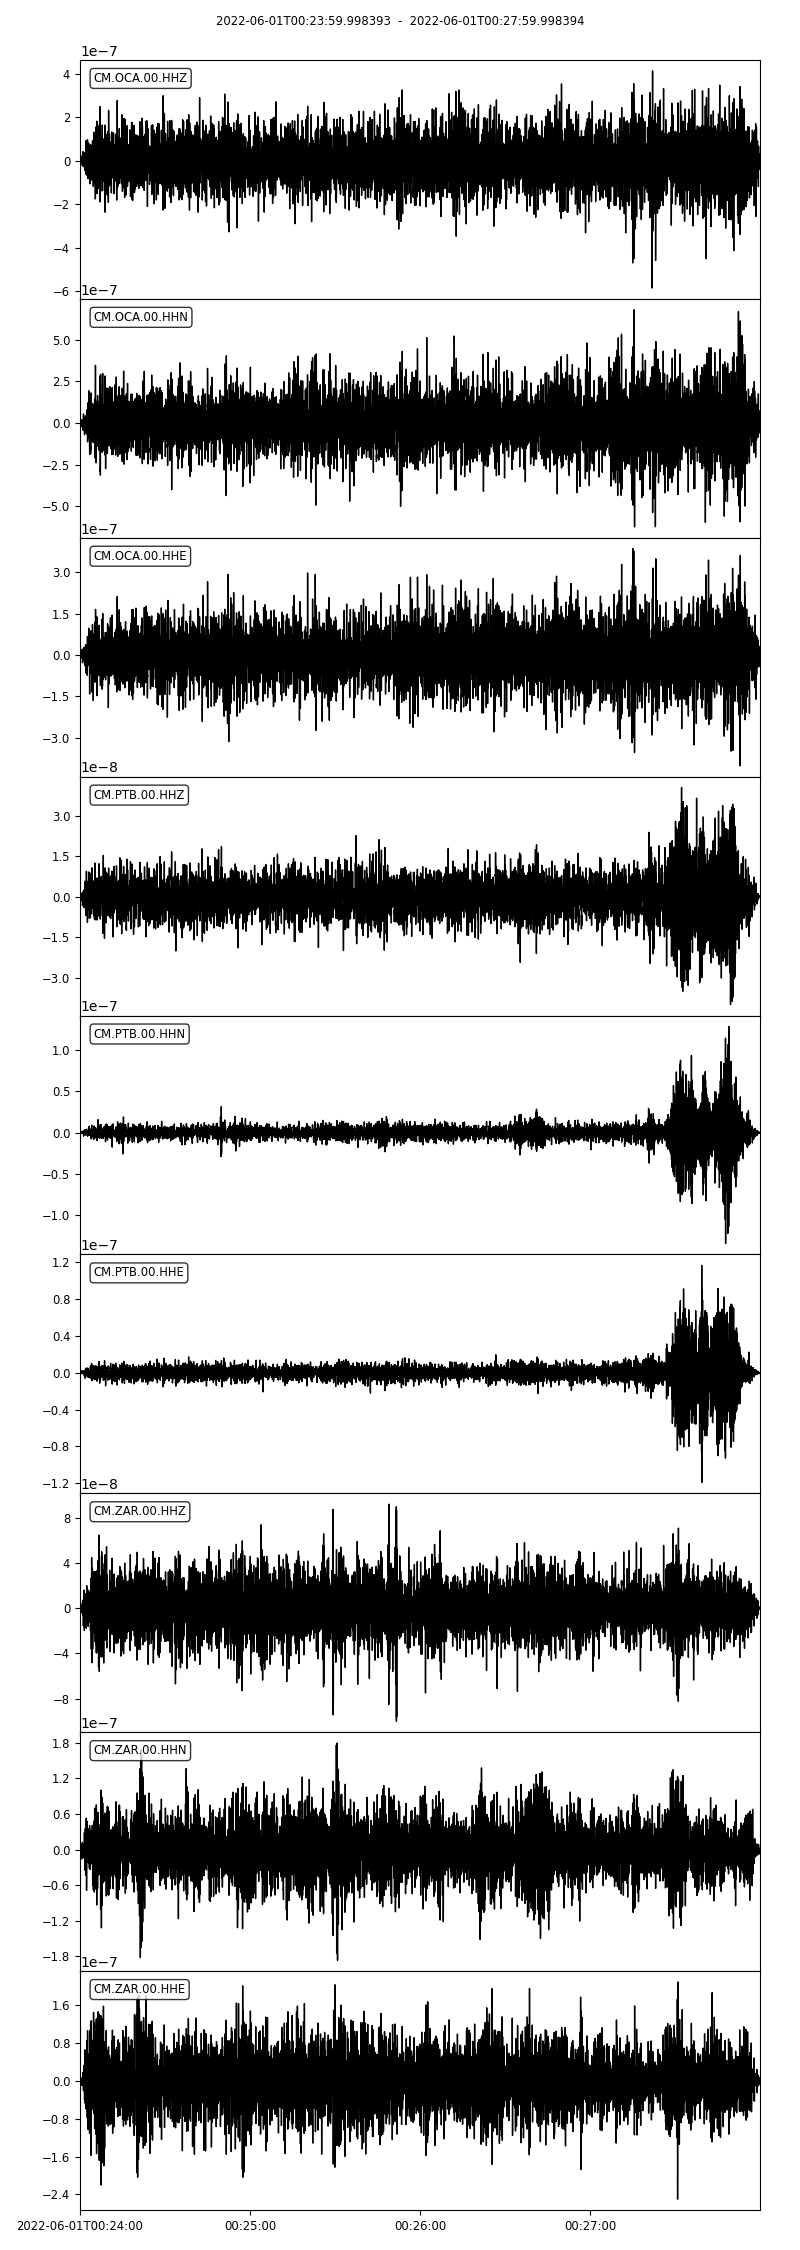 2022-06-01T00:23:59.998393 - 2022-06-01T00:27:59.998394
1e−7
CM.OCA.00.HHZ
4
2
0
−2
−4
−6
1e−7
CM.OCA.00.HHN
5.0
2.5
0.0
−2.5
−5.0
1e−7
CM.OCA.00.HHE
3.0
1.5
0.0
−1.5
−3.0
1e−8
CM.PTB.00.HHZ
3.0
1.5
0.0
−1.5
−3.0
1e−7
CM.PTB.00.HHN
1.0
0.5
0.0
−0.5
−1.0
1e−7
CM.PTB.00.HHE
1.2
0.8
0.4
0.0
−0.4
−0.8
−1.2
1e−8
CM.ZAR.00.HHZ
8
4
0
−4
−8
1e−7
CM.ZAR.00.HHN
1.8
1.2
0.6
0.0
−0.6
−1.2
−1.8
1e−7
CM.ZAR.00.HHE
1.6
0.8
0.0
−0.8
−1.6
−2.4
2022-06-01T00:24:00 00:25:00 00:26:00 00:27:00